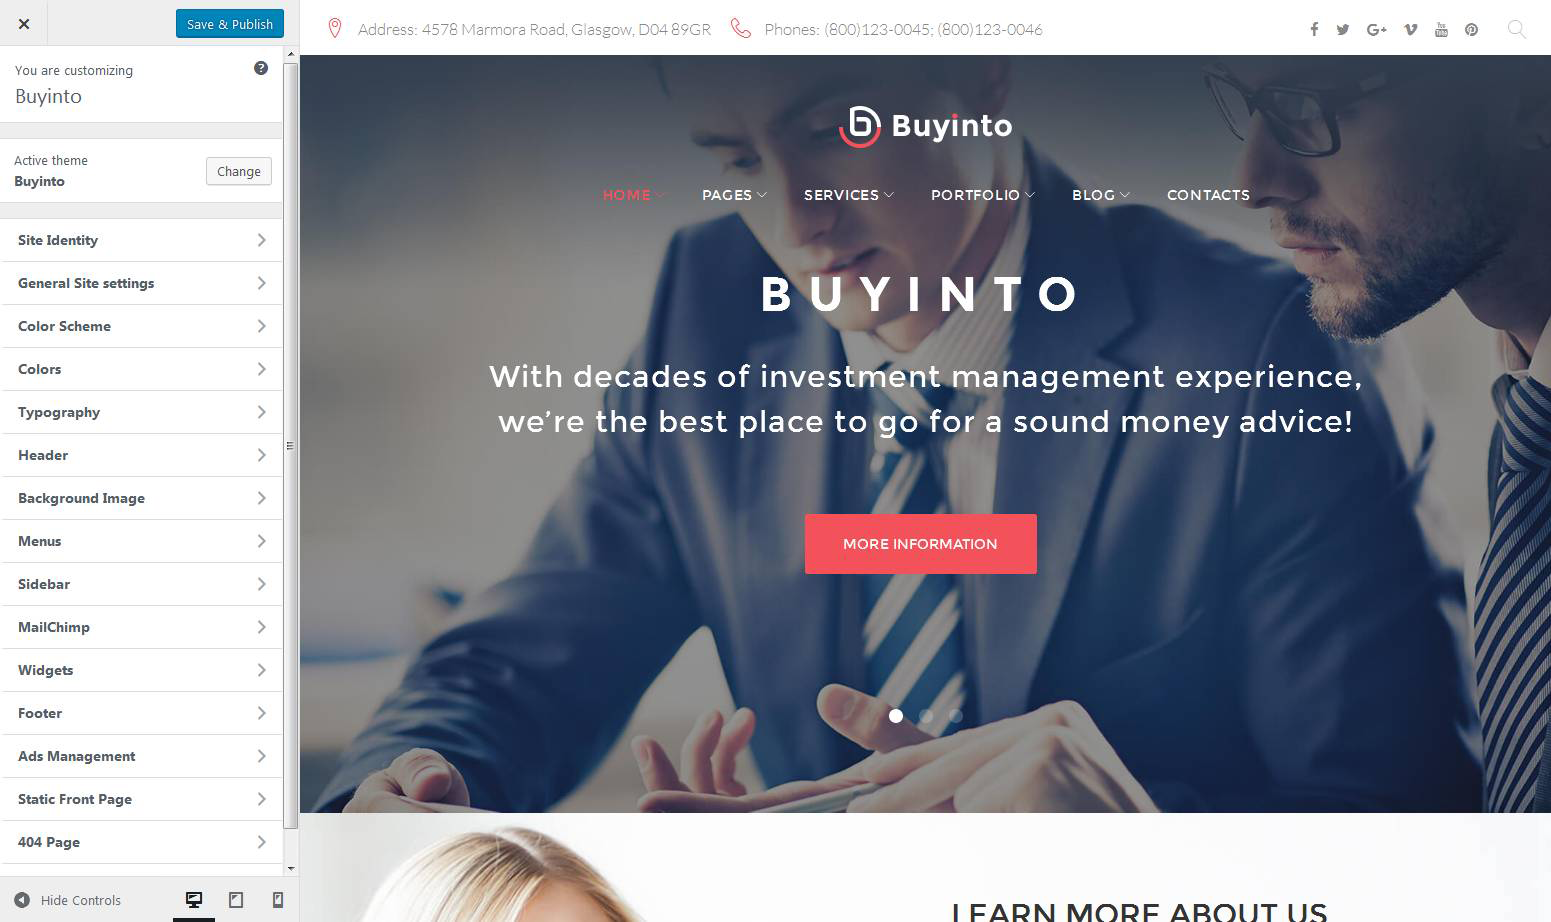 Save & Publish
You are customizing
Buyinto
Active theme
Buyinto
Change
Site Identity
General Site settings
Color Scheme
Colors
Typography
Header
Background Image
Menus
Sidebar
MailChimp
Widgets
Footer
Ads Management
Static Front Page
404 Page
Hide Controls
Address: 4578 Marmora Road, Glasgow, D04 89GR Phones: (800)123-0045; (800)123-0046
Buyinto
HOME PAGES SERVICES PORTFOLIO BLOG CONTACTS
BUYINTO
With decades of investment management experience,
we’re the best place to go for a sound money advice!
MORE INFORMATION
LEARN MORE ABOUT US